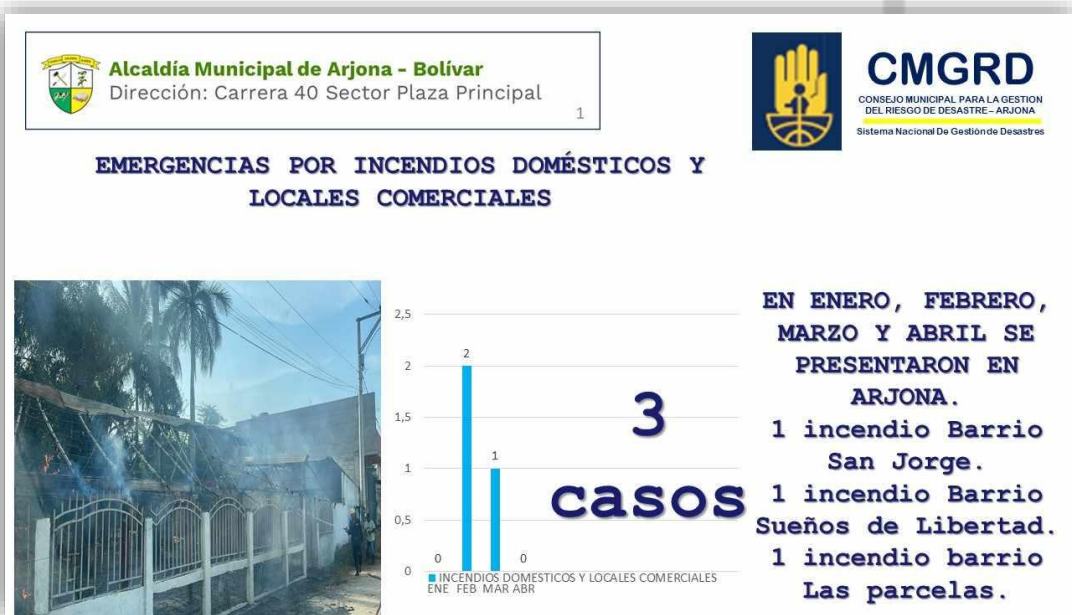 Alcaldía Municipal de Arjona - Bolívar
Dirección: Carrera 40 Sector Plaza Principal
1
CMGRD
CONSEJO MUNICIPAL PARA LA GESTION
DEL RIESGO DE DESASTRE – ARJONA
Sistema Nacional De Gestión de Desastres
EMERGENCIAS POR INCENDIOS DOMÉSTICOS Y
LOCALES COMERCIALES
2,5
2
1,5
1
0,5
0
0
2
1
0
INCENDIOS DOMESTICOS Y LOCALES COMERCIALES
ENE FEB MAR ABR
3
casos
EN ENERO, FEBRERO,
MARZO Y ABRIL SE
PRESENTARON EN
ARJONA.
1 incendio Barrio
San Jorge.
1 incendio Barrio
Sueños de Libertad.
1 incendio barrio
Las parcelas.